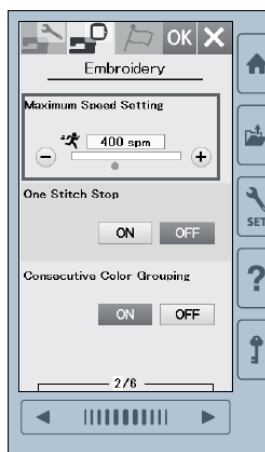 OK
Embroidery
Maximum Speed Setting
400 spm
One Stitch Stop
ON OFF
Consecutive Color Grouping
ON OFF
2/6
SET
?